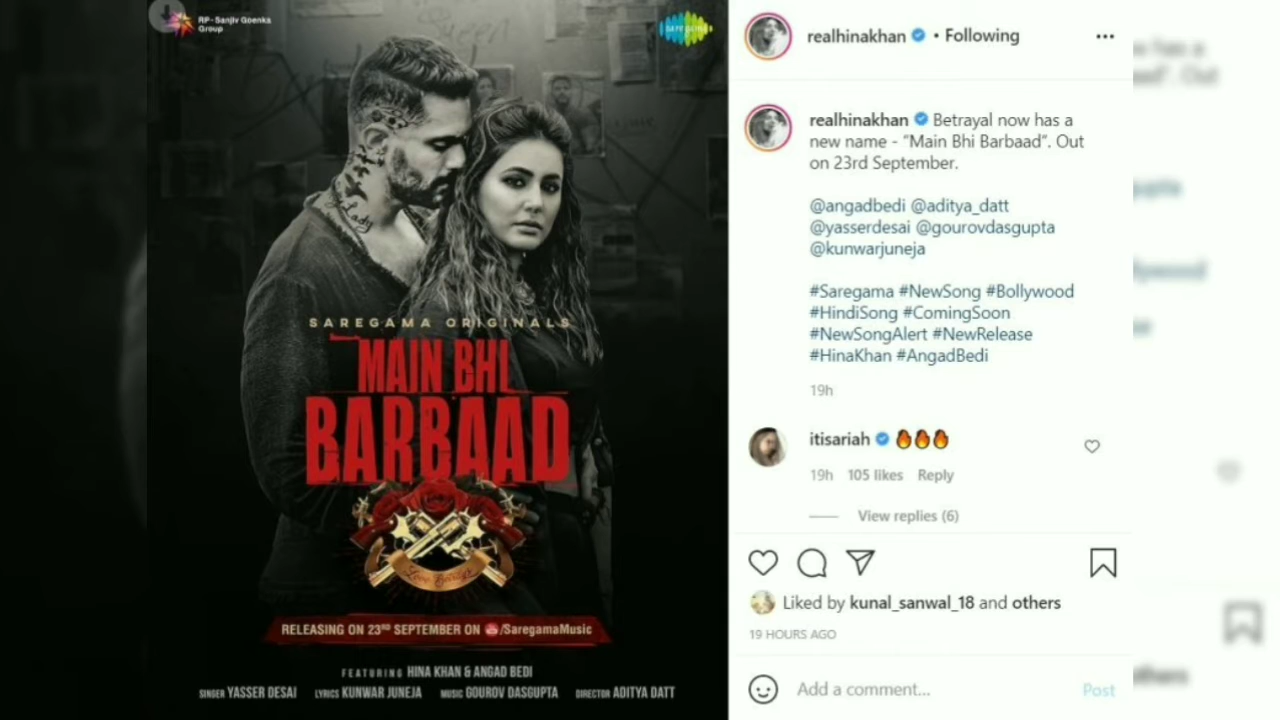 RP-Sanjiv Goenka
Group
SAREGAMA
Lady
SAREGAMA ORIGINALS
MAIN BHI
BARBAAD
Love. Betrays
RELEASING ON 23RD SEPTEMBER ON /SaregamaMusic
FEATURING HINA KHAN & ANGAD BEDI
SINGER YASSER DESAI LYRICS KUNWAR JUNEJA MUSIC GOUROV DASGUPTA DIRECTOR ADITYA DATT
realhinakhan • Following
realhinakhan Betrayal now has a
new name - “Main Bhi Barbaad”. Out
on 23rd September.
@angadbedi @aditya_datt
@yasserdesai @gourovdasgupta
@kunwarjuneja
#Saregama #NewSong #Bollywood
#HindiSong #ComingSoon
#NewSongAlert #NewRelease
#HinaKhan #AngadBedi
19h
itisariah 🔥🔥🔥
19h 105 likes Reply
View replies (6)
Liked by kunal_sanwal_18 and others
19 HOURS AGO
Add a comment... Post